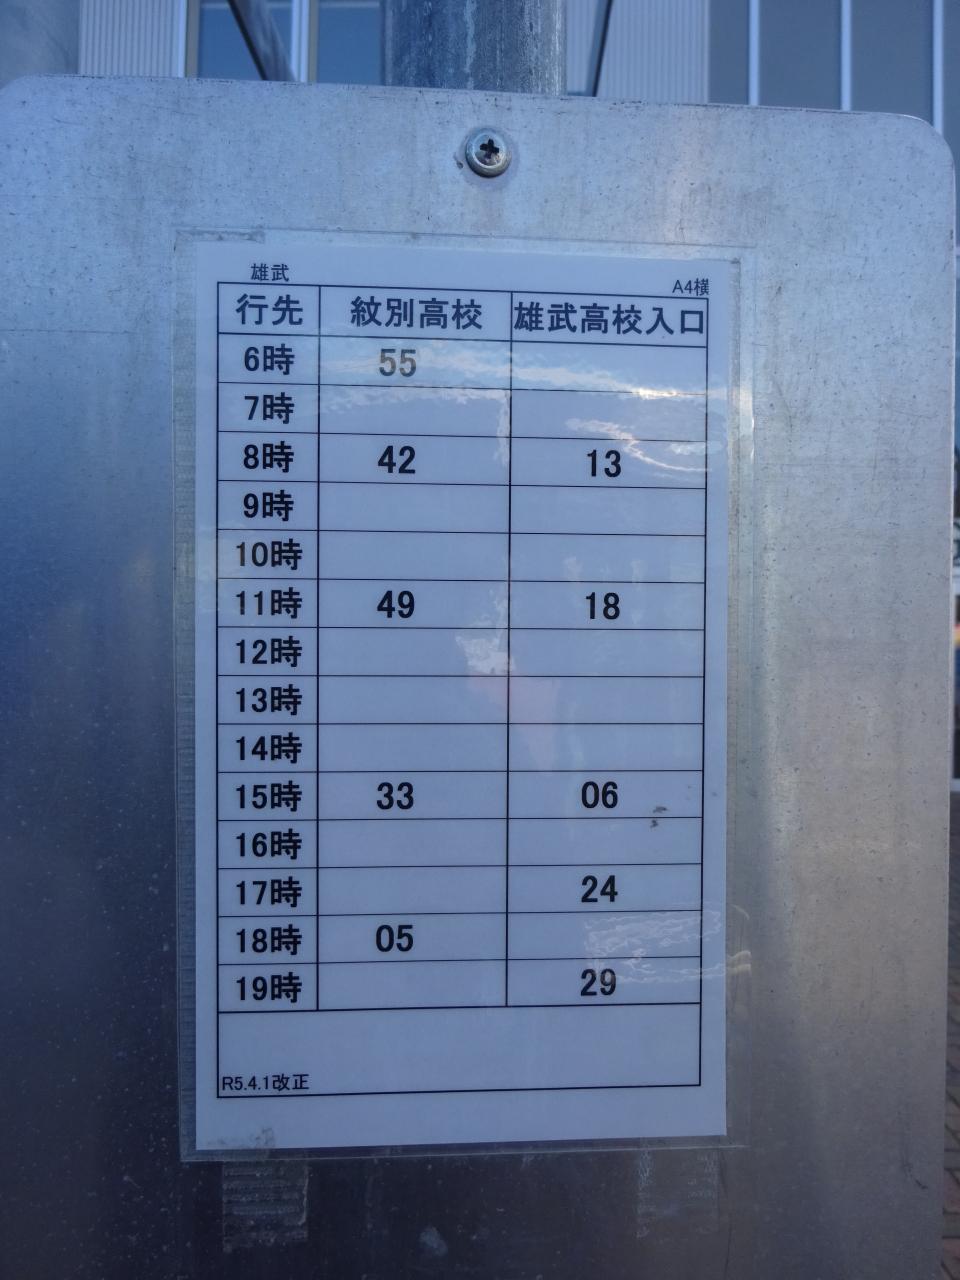 雄武
A4横
行先 紋別高校 雄武高校入口
6時 55
7時
8時 42 13
9時
10時
11時 49 18
12時
13時
14時
15時 33 06
16時
17時 24
18時 05
19時 29
R5.4.1改正